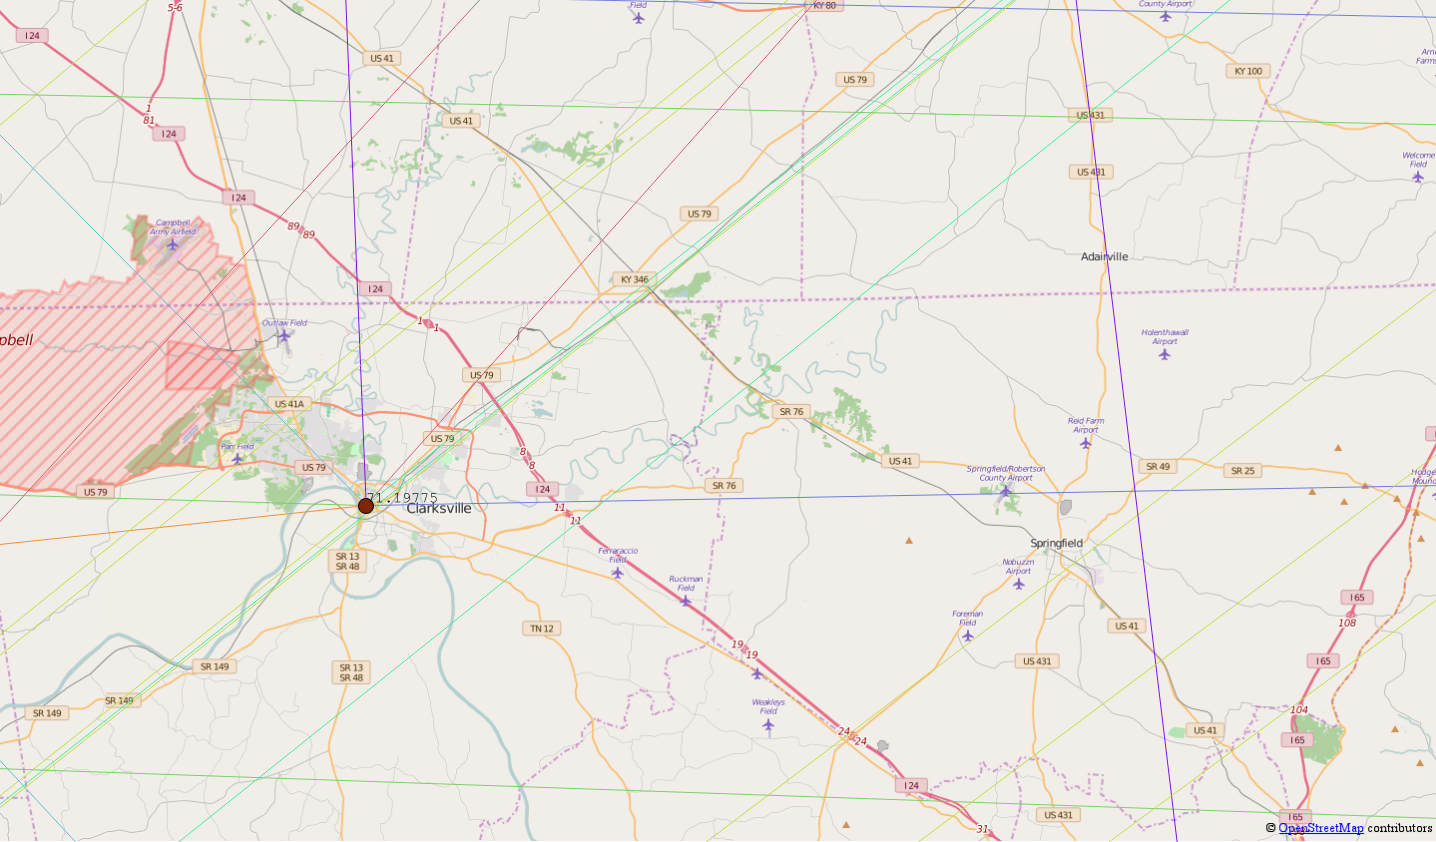 5-6
Field
KY 80
County Airport
I 24
US 41
US 79
KY 100
Farms
1
81
I 24
US 41
US 431
Welcome
Field
I 24
US 79
US 431
Campbell
Army Airfield
89
89
Adairville
KY 346
I 24
1
1
Outlaw Field
Holenthawall
Airport
pbell
US 79
US 41A
SR 76
Reid Farm
Airport
US 79
Parr Field
8
8
US 41
SR 49
SR 25
US 79
Springfield/Robertson
County Airport
US 79
I 24
SR 76
71.19775
Clarksville
11
11
Springfield
SR 13
SR 48
Ferraraccio
Field
Nobuzzn
Airport
Ruckman
Field
I 65
Foreman
Field
108
TN 12
US 41
19
19
SR 149
SR 13
SR 48
US 431
I 65
SR 149
SR 149
Weakleys
Field
104
24
24
US 41
I 65
I 24
US 431
I 65
31
© OpenStreetMap contributors